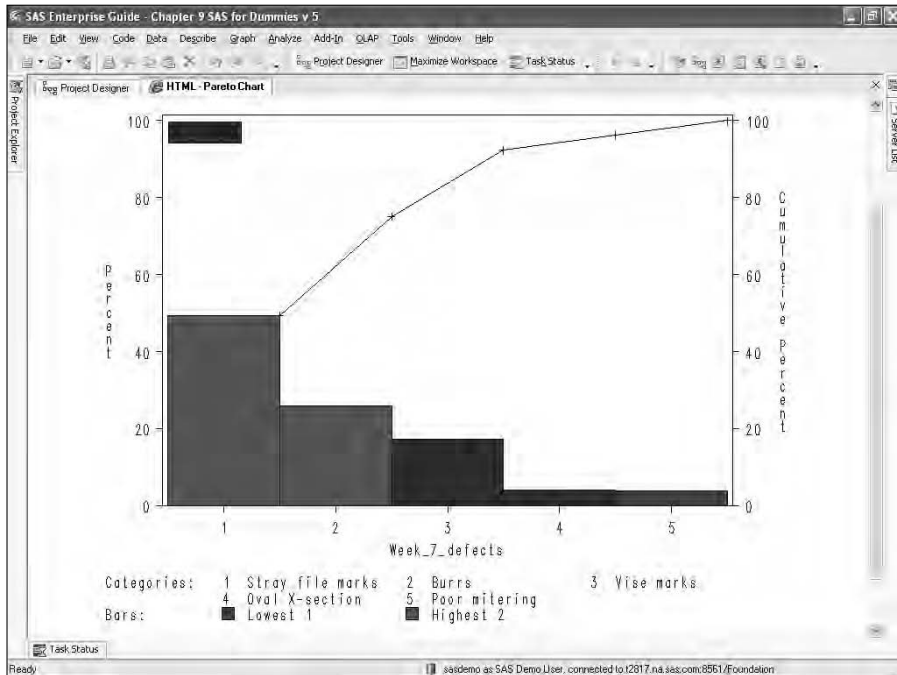 SAS Enterprise Guide - Chapter 9 SAS for Dummies v 5
File Edit View Code Data Describe Graph Analyze Add-In OLAP Tools Window Help
Project Designer Maximize Workspace Task Status
Project Explorer
Project Designer HTML - Pareto Chart
Server List
100
80
60
40
20
0
Percent
100
80
60
40
20
0
Cumulative Percent
1 2 3 4 5
Week_7_defects
Categories: 1 Stray file marks 2 Burrs 3 Vise marks
4 Oval X-section 5 Poor mitering
Bars: Lowest 1 Highest 2
Task Status
Ready sasdemo as SAS Demo User, connected to t2817.na.sas.com:8561/Foundation